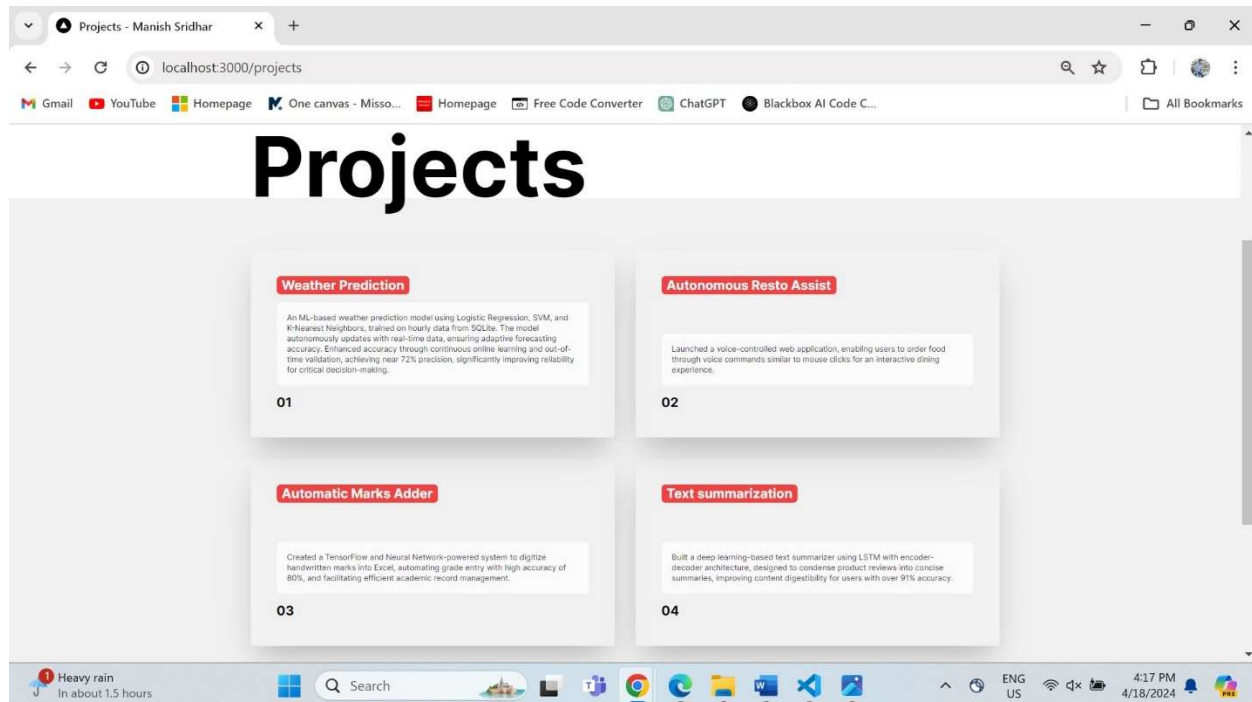 Projects - Manish Sridhar
localhost:3000/projects
Gmail YouTube Homepage One canvas - Misso... Homepage Free Code Converter ChatGPT Blackbox AI Code C... All Bookmarks
Projects
Weather Prediction
An ML-based weather prediction model using Logistic Regression, SVM, and
K-Nearest Neighbors, trained on hourly data from SQLite. The model
autonomously updates with real-time data, ensuring adaptive forecasting
accuracy. Enhanced accuracy through continuous online learning and out-of-
time validation, achieving near 72% precision, significantly improving reliability
for critical decision-making.
01
Autonomous Resto Assist
Launched a voice-controlled web application, enabling users to order food
through voice commands similar to mouse clicks for an interactive dining
experience.
02
Automatic Marks Adder
Created a TensorFlow and Neural Network-powered system to digitize
handwritten marks into Excel, automating grade entry with high accuracy of
80%, and facilitating efficient academic record management.
03
Text summarization
Built a deep learning-based text summarizer using LSTM with encoder-
decoder architecture, designed to condense product reviews into concise
summaries, improving content digestibility for users with over 91% accuracy.
04
1
Heavy rain
In about 1.5 hours
Search
ENG
US
4:17 PM
4/18/2024
PRE